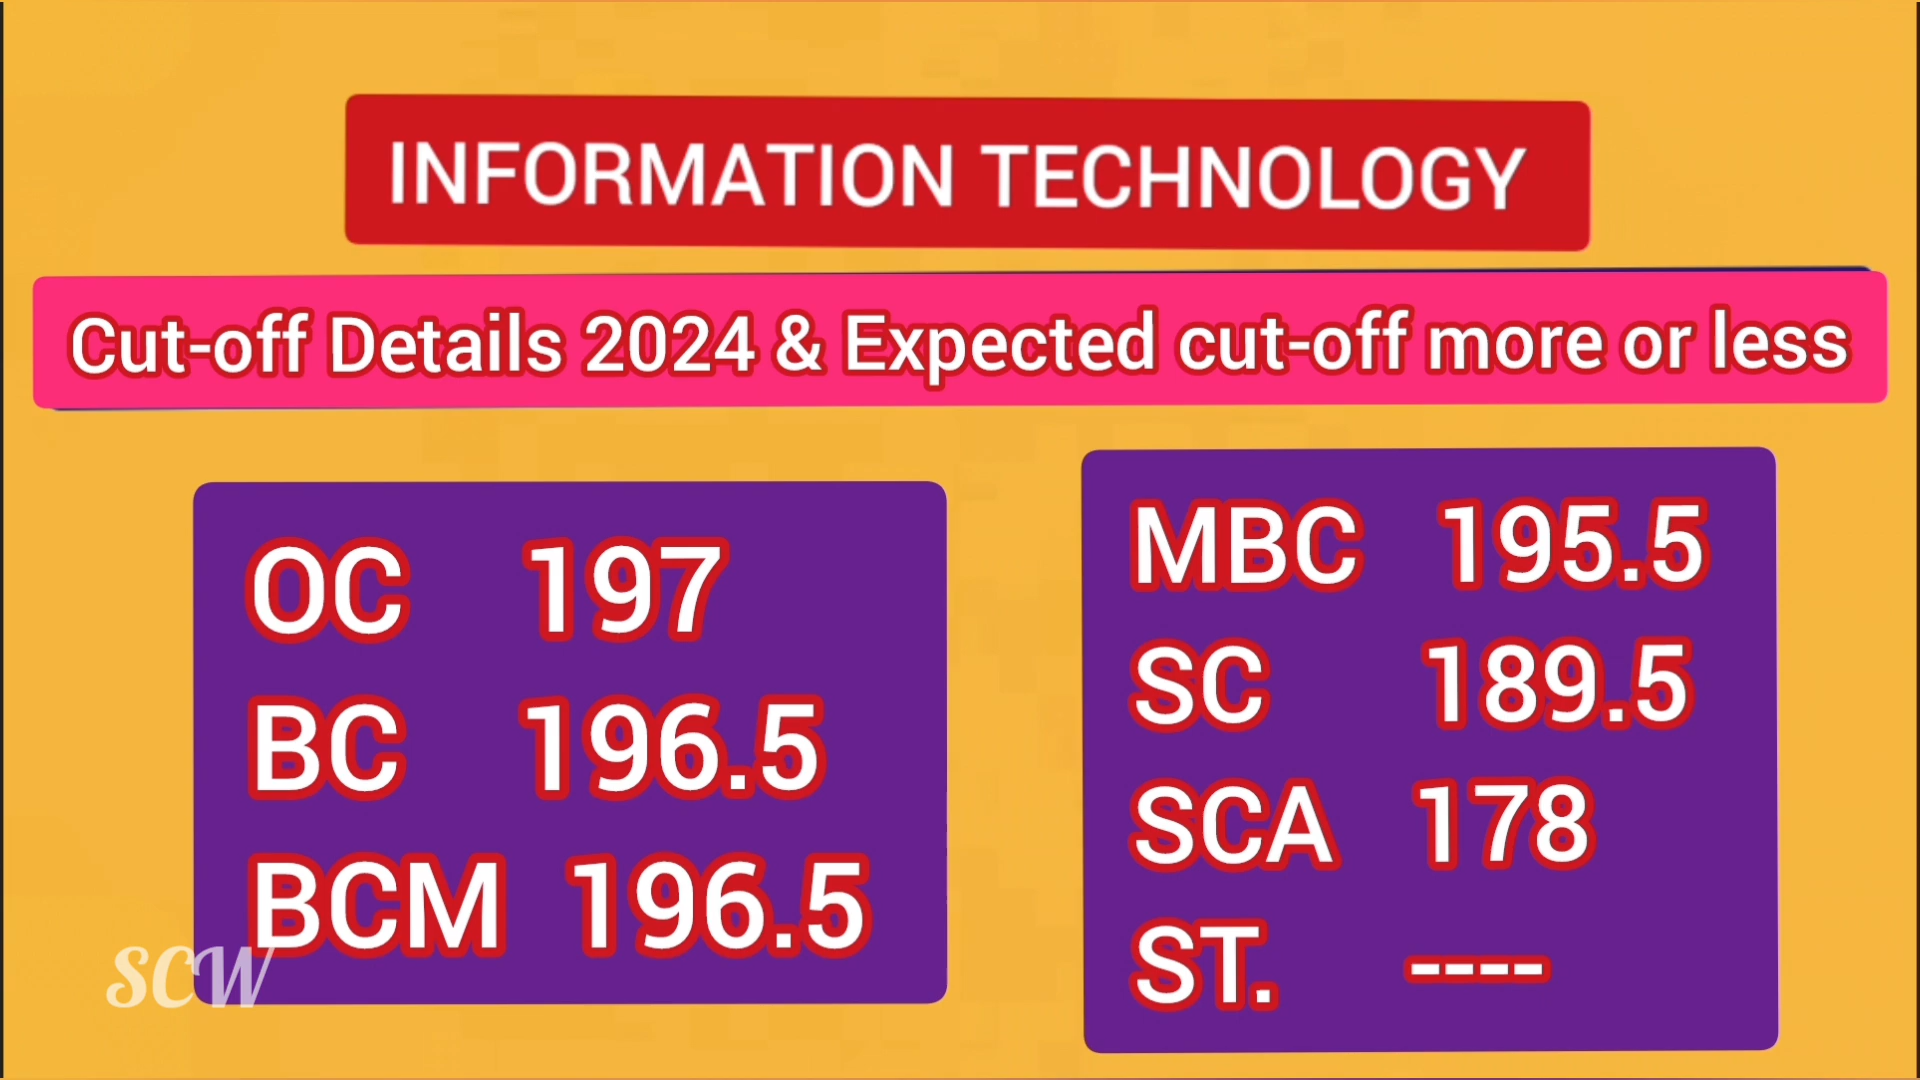 INFORMATION TECHNOLOGY
Cut-off Details 2024 & Expected cut-off more or less
OC 197
BC 196.5
BCM 196.5
MBC 195.5
SC 189.5
SCA 178
ST. ----
SCW